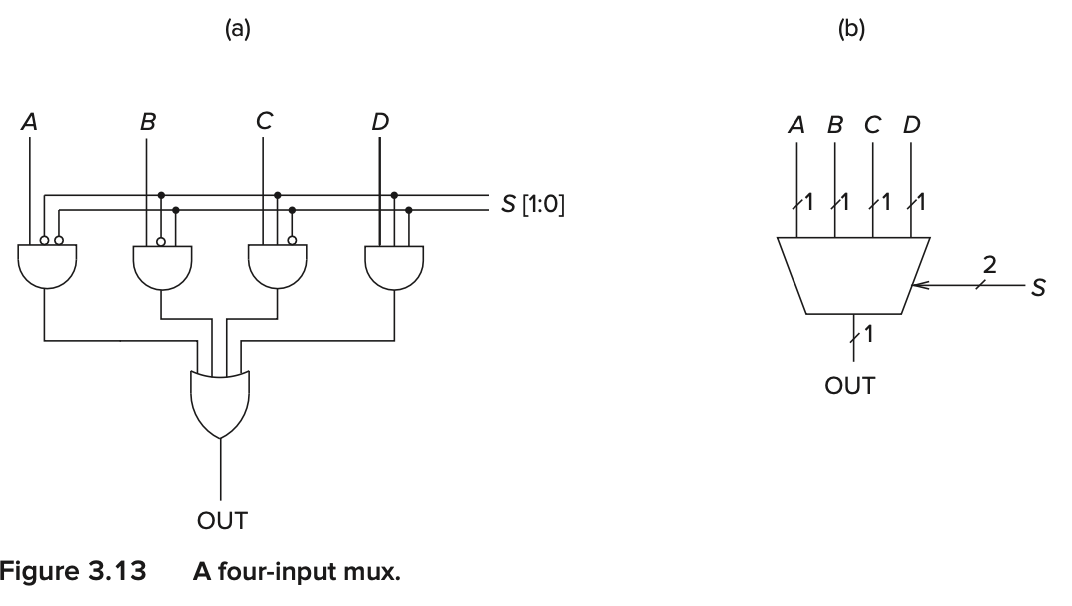 (a)
(b)
A B C D
S [1:0]
OUT
A B C D
1 1 1 1
2
S
1
OUT
Figure 3.13 A four-input mux.